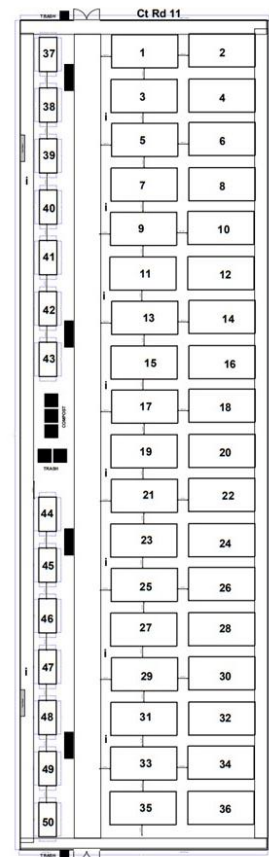 TRASH
Ct Rd 11
37 1 2
38 3 4
i
39 5 6
i 7 8
40 i
9 10
41 11 12
i
42 13 14
43 15 16
i
COMPOST 17 18
TRASH 19 20
i
44 21 22
45 23 24
i
46 25 26
47 27 28
i i
29 30
48 31 32
i
49 33 34
50 35 36
TRASH